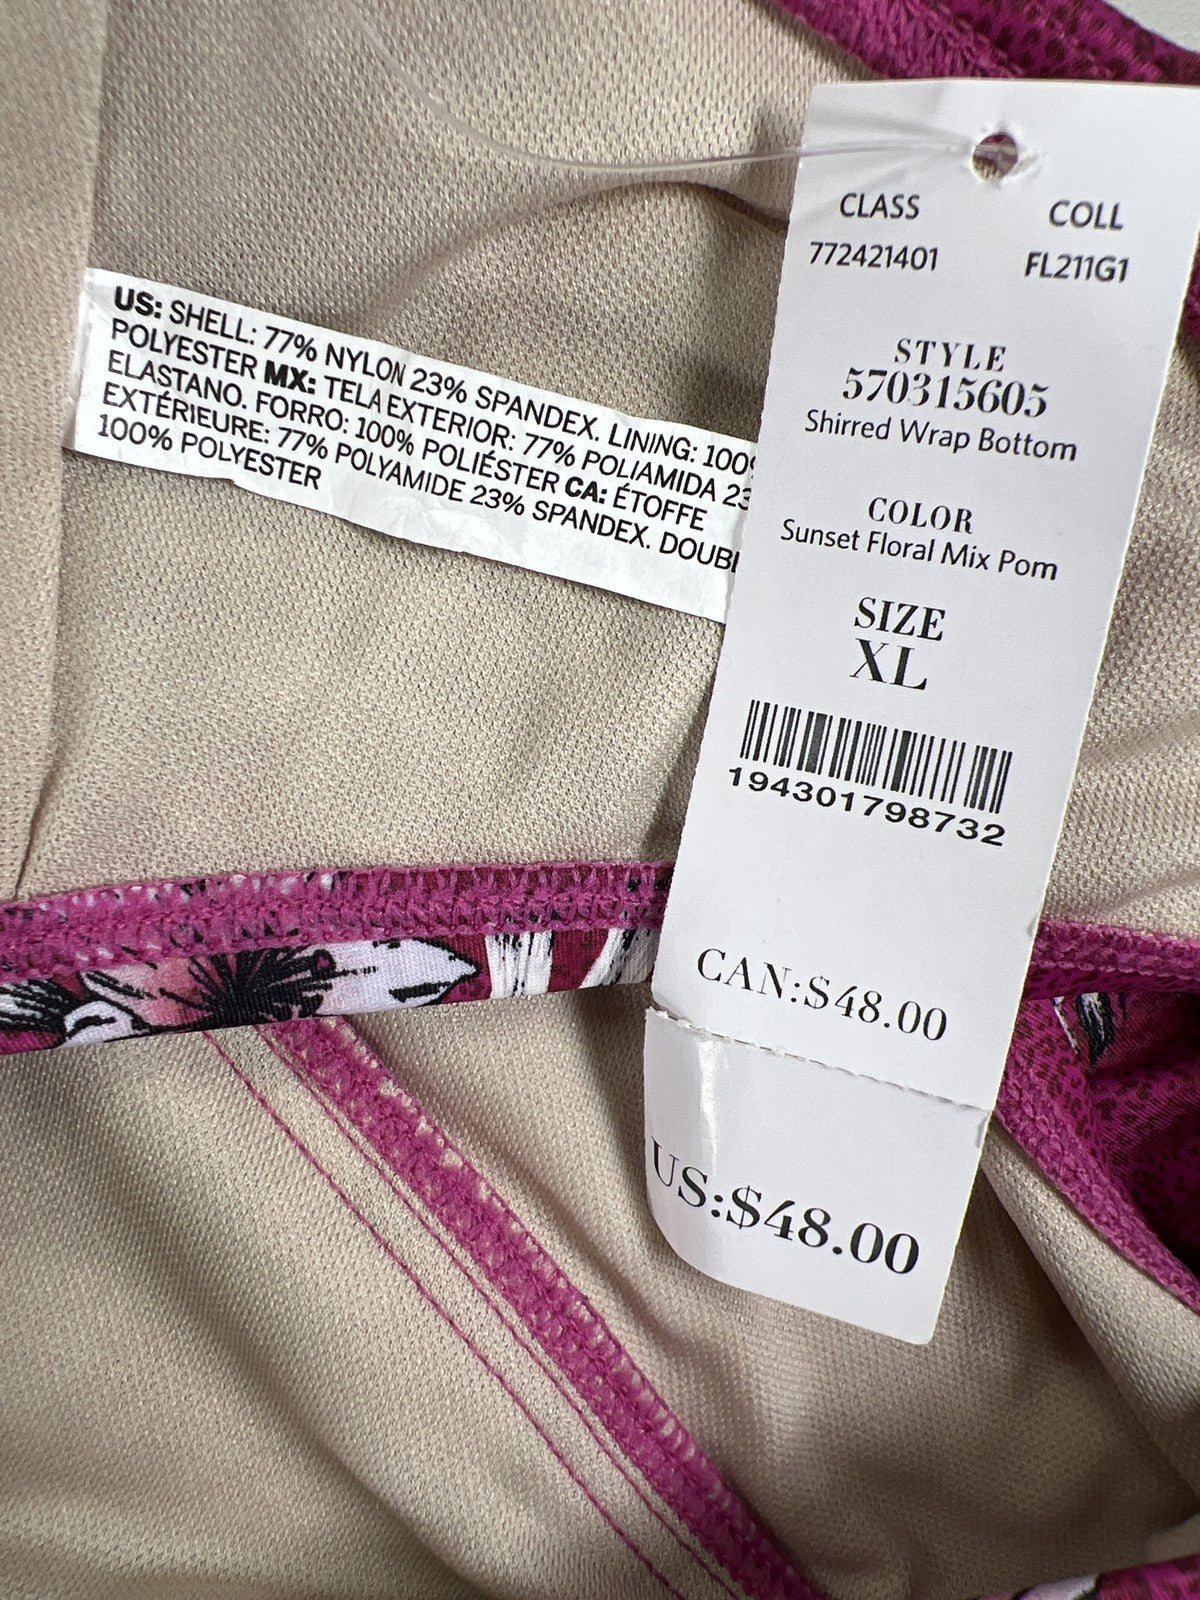 US: SHELL: 77% NYLON 23% SPANDEX. LINING: 100%
POLYESTER MX: TELA EXTERIOR: 77% POLIAMIDA 23
ELASTANO. FORRO: 100% POLIÉSTER CA: ÉTOFFE
EXTÉRIEURE: 77% POLYAMIDE 23% SPANDEX. DOUBL
100% POLYESTER
CLASS COLL
772421401 FL211G1
STYLE
570315605
Shirred Wrap Bottom
COLOR
Sunset Floral Mix Pom
SIZE
XL
194301798732
CAN:$48.00
US:$48.00